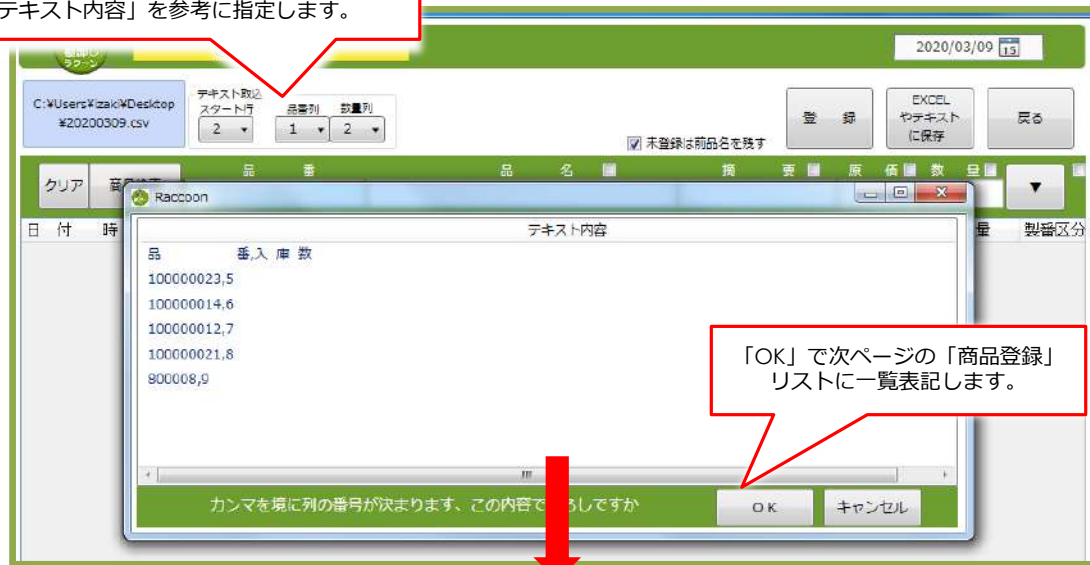 テキスト内容」を参考に指定します。
2020/03/09 15
C:¥Users¥izaki¥Desktop
¥20200309.csv
テキスト取込
スタート行 品番列 数量列
2 1 2
未登録は前品名を残す
登 録
EXCEL
やテキスト
に保存
戻る
クリア
品 番 品 名 摘 要 原 価 数 量
▼
Raccoon
日 付 時
量 製番区分
テキスト内容
品 番,入 庫 数
100000023,5
100000014,6
100000012,7
100000021,8
800008,9
「OK」で次ページの「商品登録」
リストに一覧表記します。
カンマを境に列の番号が決まります、この内容で
しですか
OK
キャンセル